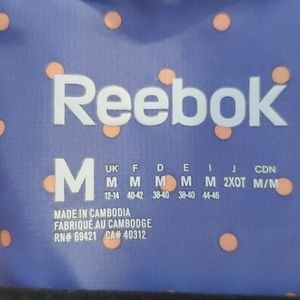 Reebok
M
UK F D E I J CDN
M M M M M 2XOT M/M
12-14 40-42 38-40 38-40 44-46
MADE IN CAMBODIA
FABRIQUÉ AU CAMBODGE
RN# 69421 CA# 40312